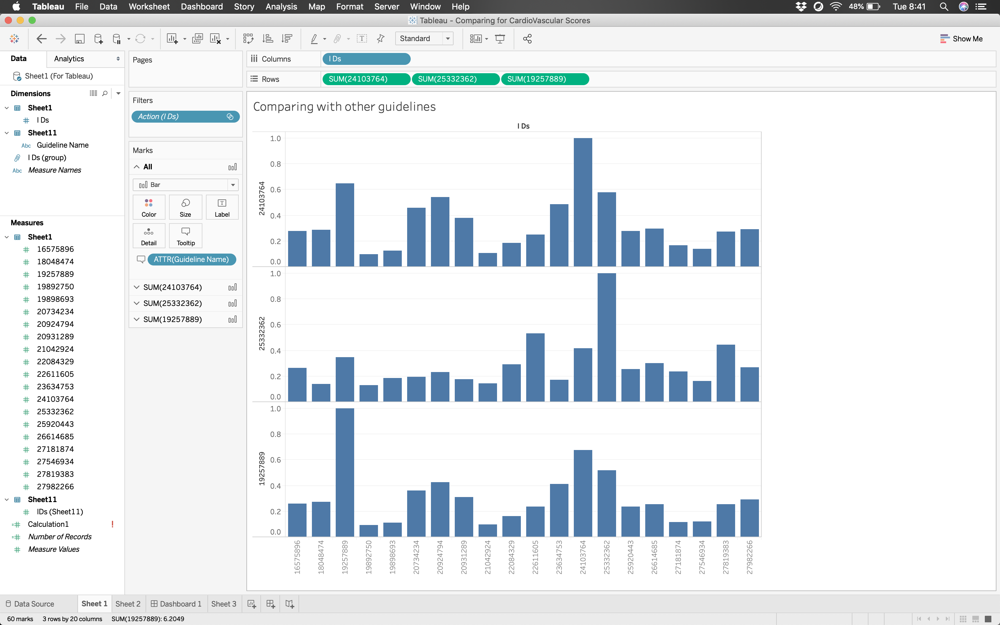 Tableau File Data Worksheet Dashboard Story Analysis Map Format Server Window Help 48% Tue 8:41
Tableau - Comparing for CardioVascular Scores
Standard Show Me
Data Analytics
Sheet1 (For Tableau)
Dimensions
Sheet1
I Ds
Sheet11
Abc Guideline Name
I Ds (group)
Abc Measure Names
Measures
Sheet1
16575896
18048474
19257889
19892750
19898693
20734234
20924794
20931289
21042924
22084329
22611605
23634753
24103764
25332362
25920443
26614685
27181874
27546934
27819383
27982266
Sheet11
IDs (Sheet11)
Calculation1 !
Number of Records
Measure Values
Pages
Filters
Action (I Ds)
Marks
All
Bar
Color Size Label
Detail Tooltip
ATTR(Guideline Name)
SUM(24103764)
SUM(25332362)
SUM(19257889)
Columns I Ds
Rows SUM(24103764) SUM(25332362) SUM(19257889)
Comparing with other guidelines
I Ds
24103764
1.0
0.8
0.6
0.4
0.2
0.0
25332362
1.0
0.8
0.6
0.4
0.2
0.0
19257889
1.0
0.8
0.6
0.4
0.2
0.0
16575896
18048474
19257889
19892750
19898693
20734234
20924794
20931289
21042924
22084329
22611605
23634753
24103764
25332362
25920443
26614685
27181874
27546934
27819383
27982266
Data Source Sheet 1 Sheet 2 Dashboard 1 Sheet 3
60 marks 3 rows by 20 columns SUM(19257889): 6.2049